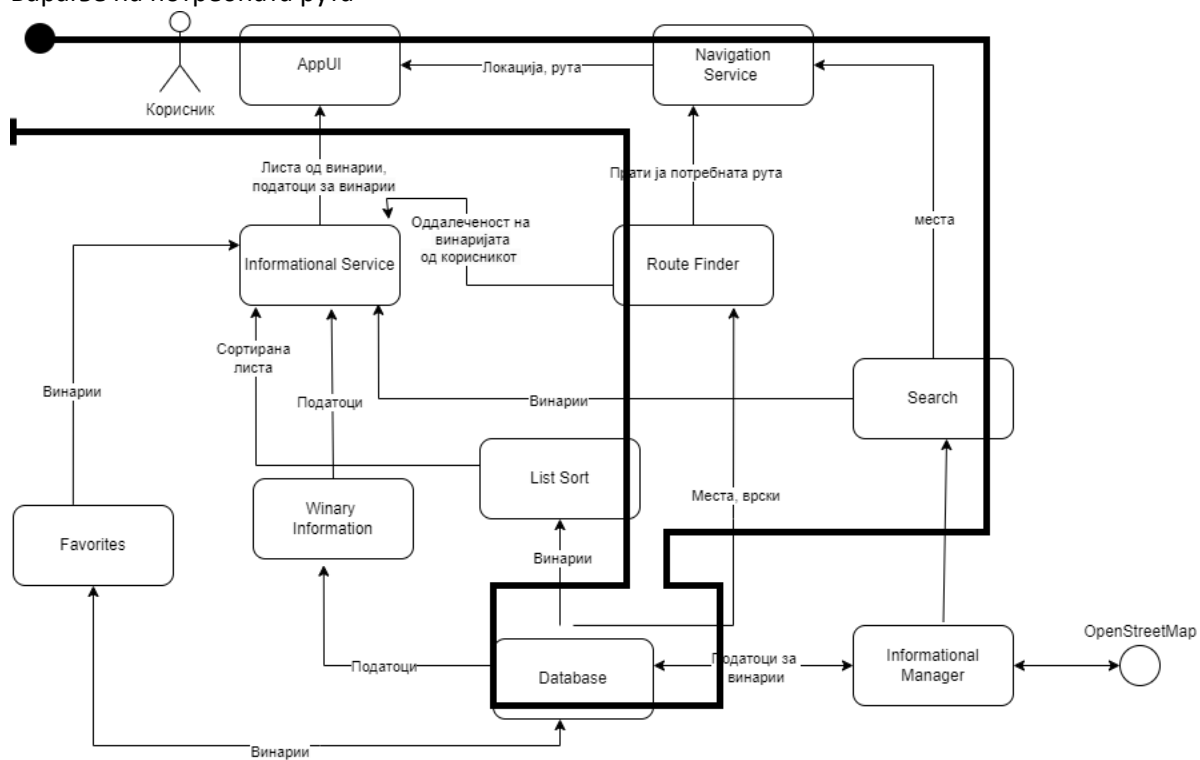 Барање на потребната рута
AppUI
Navigation
Service
Локација, рута
Корисник
Листа од винарии,
податоци за винарии
Прати ја потребната рута
Оддалеченост на
винаријата
од корисникот
места
Informational Service
Route Finder
Сортирана
листа
Винарии
Податоци
Винарии
Search
List Sort
Winary
Information
Места, врски
Favorites
Винарии
OpenStreetMap
Податоци
Database
Податоци за
винарии
Informational
Manager
Винарии